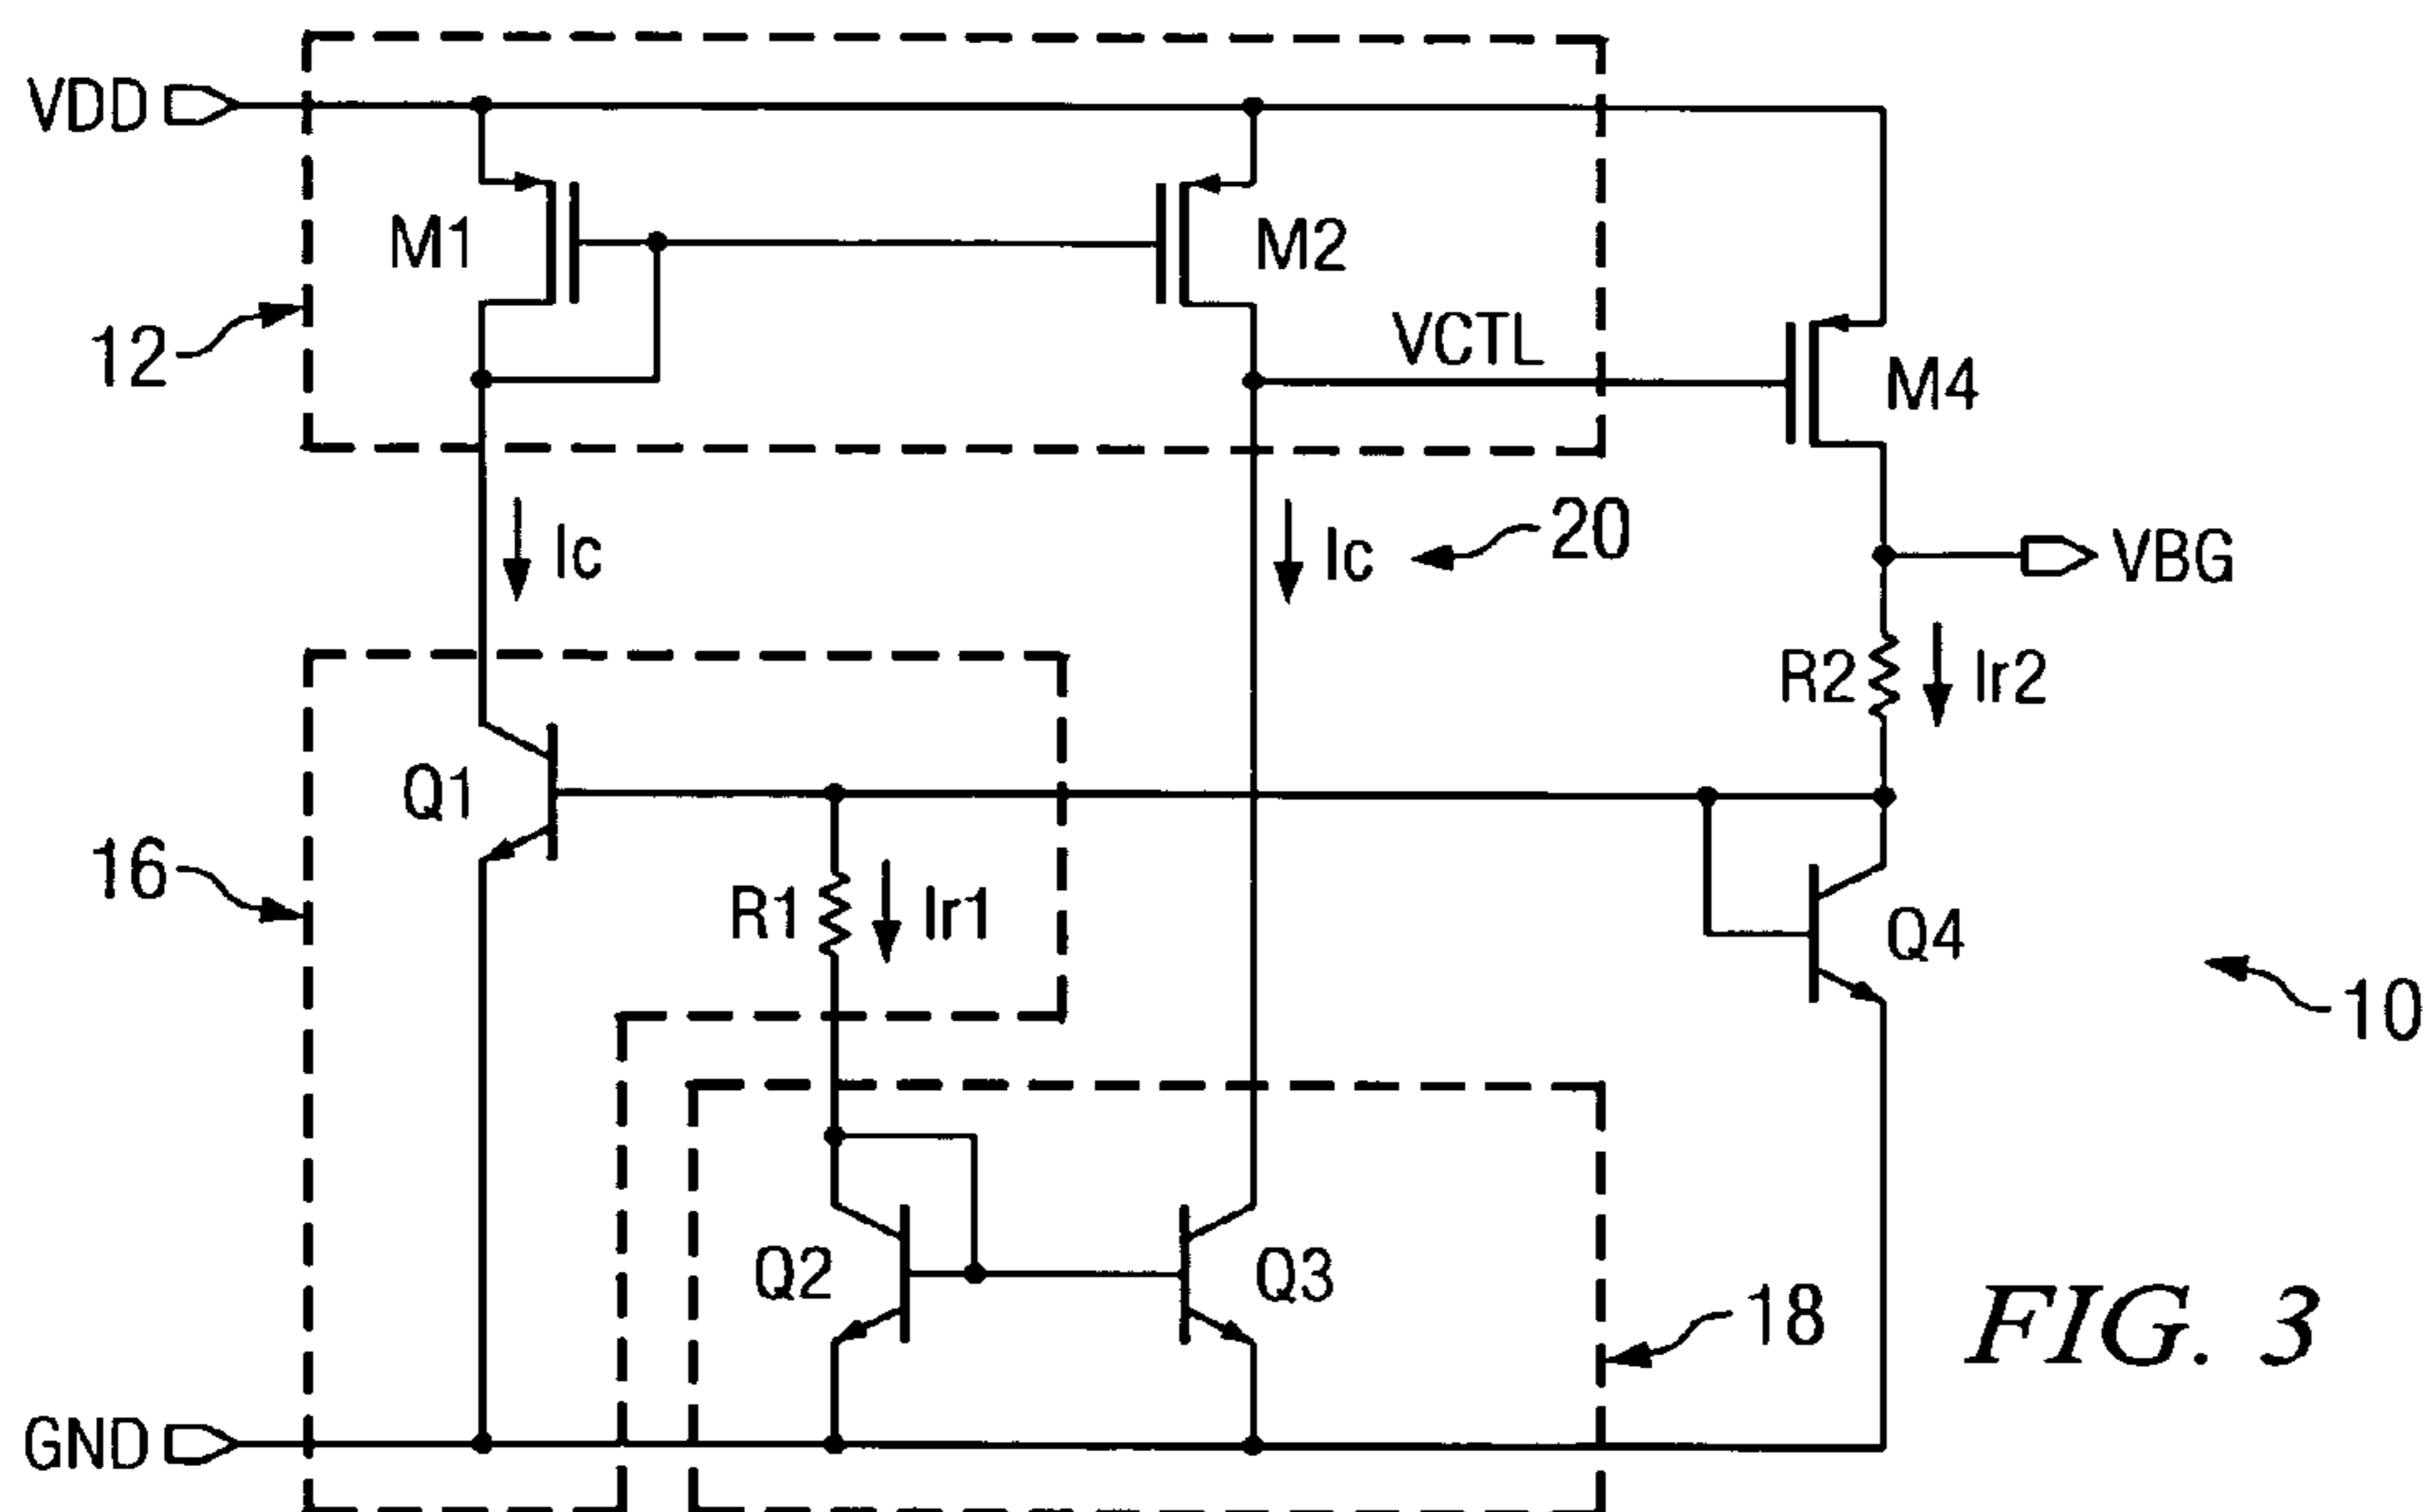 VDD
M1
M2
12
VCTL
M4
Ic
Ic
20
VBG
R2
Ir2
Q1
16
R1
Ir1
Q4
10
Q2
Q3
18
FIG. 3
GND